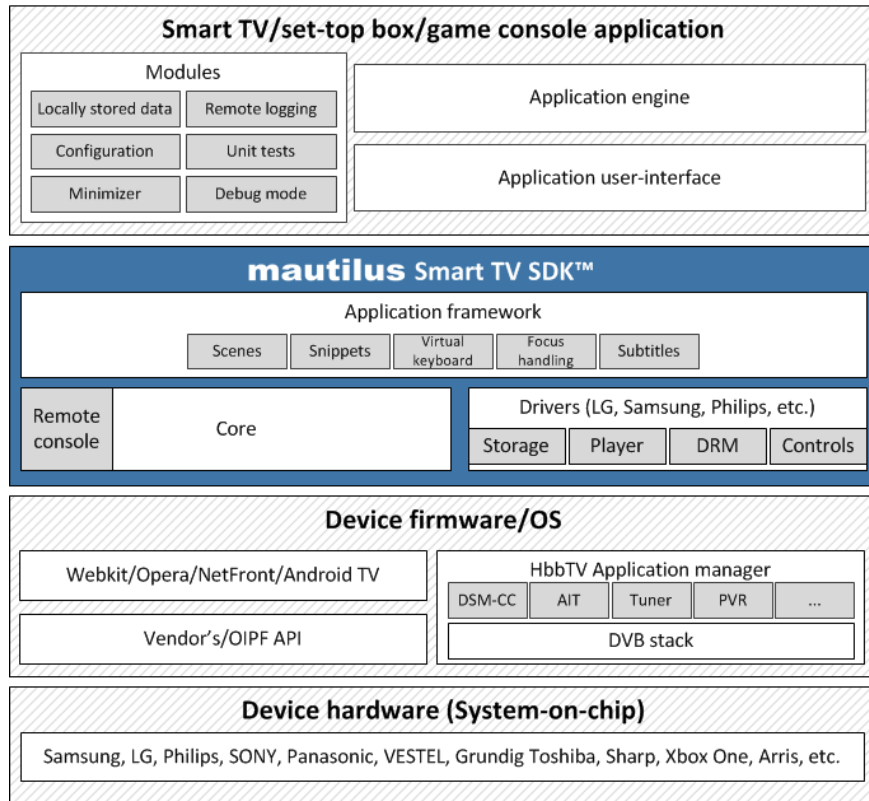 Smart TV/set-top box/game console application
Modules
Locally stored data
Remote logging
Configuration
Unit tests
Minimizer
Debug mode
Application engine
Application user-interface
mautilus Smart TV SDK™
Application framework
Scenes
Snippets
Virtual
keyboard
Focus
handling
Subtitles
Remote
console
Core
Drivers (LG, Samsung, Philips, etc.)
Storage
Player
DRM
Controls
Device firmware/OS
Webkit/Opera/NetFront/Android TV
Vendor's/OIPF API
HbbTV Application manager
DSM-CC
AIT
Tuner
PVR
...
DVB stack
Device hardware (System-on-chip)
Samsung, LG, Philips, SONY, Panasonic, VESTEL, Grundig Toshiba, Sharp, Xbox One, Arris, etc.